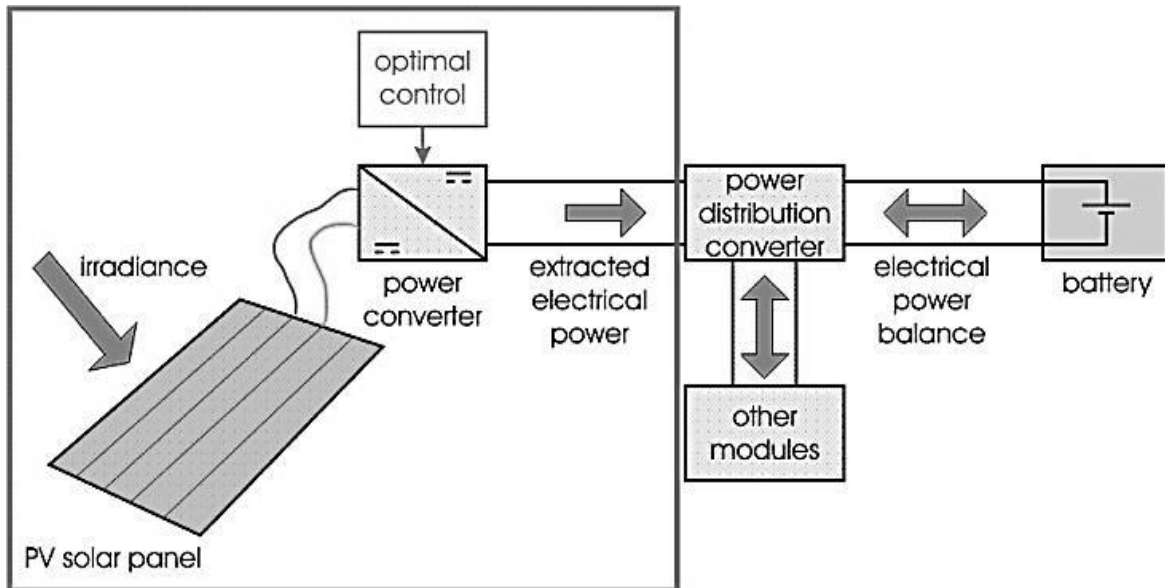 optimal
control
irradiance
power
converter
extracted
electrical
power
power
distribution
converter
electrical
power
balance
battery
other
modules
PV solar panel